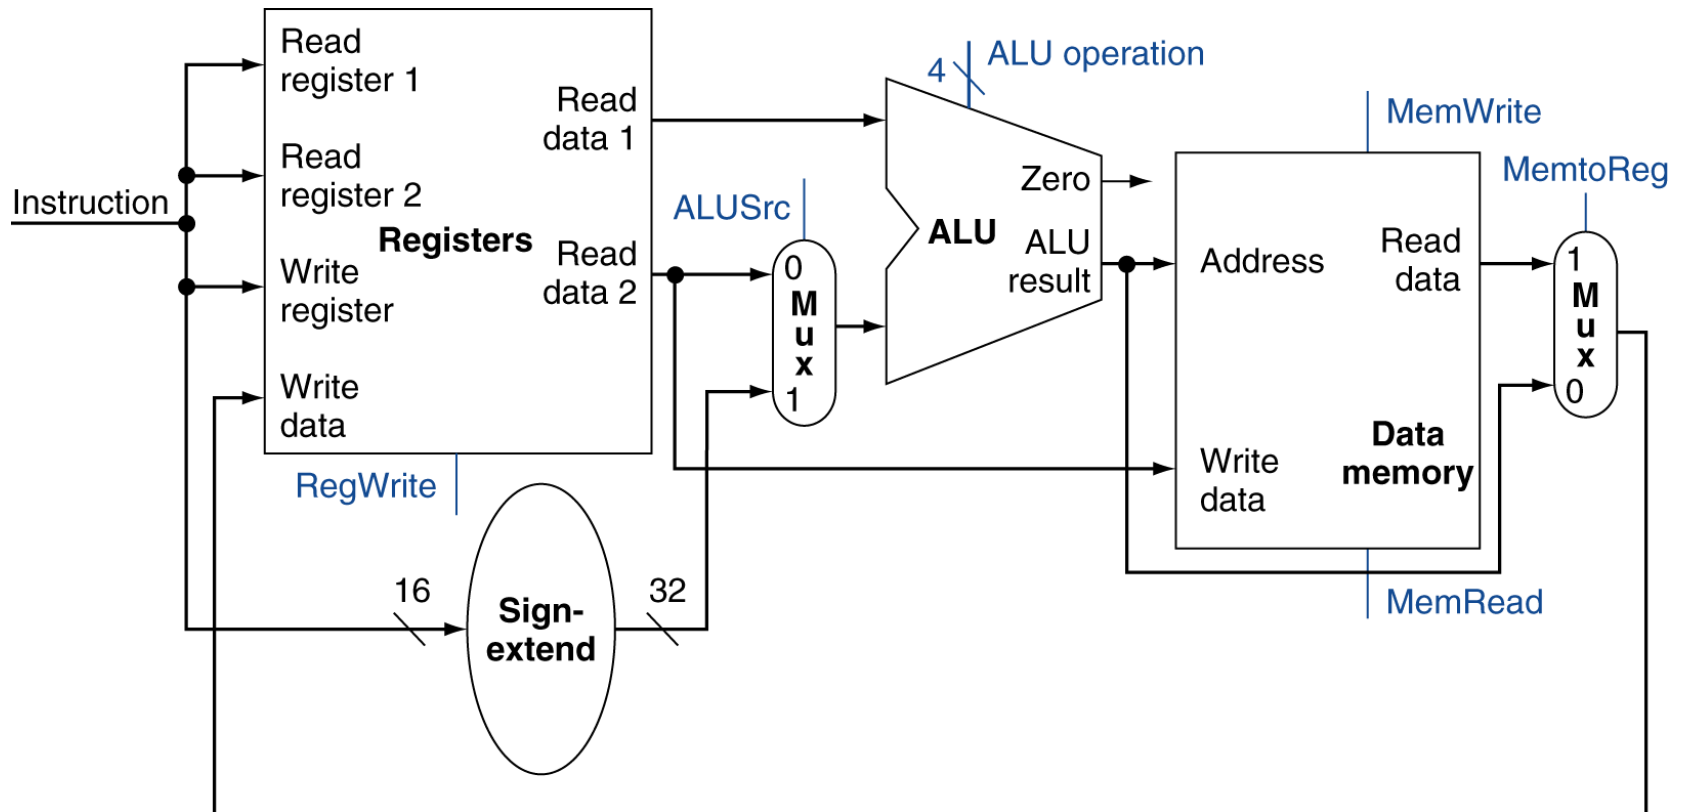 Instruction
Read
register 1
Read
register 2
Write
register
Write
data
Registers
Read
data 1
Read
data 2
RegWrite
16
Sign-
extend
32
ALUSrc
0
M
u
x
1
4
ALU operation
ALU
Zero
ALU
result
MemWrite
Address
Read
data
Write
data
Data
memory
MemRead
MemtoReg
1
M
u
x
0